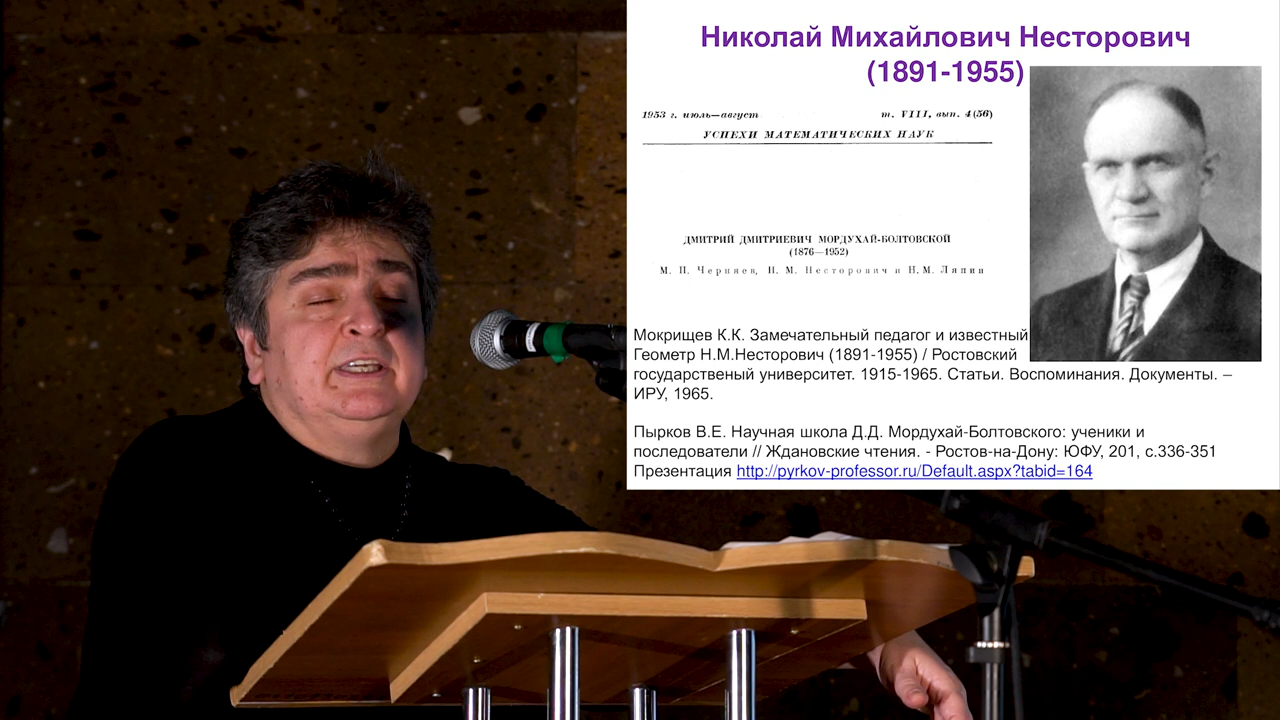 Николай Михайлович Несторович
(1891-1955)
1953 г. июль—август т. VIII, вып. 4(56)
УСПЕХИ МАТЕМАТИЧЕСКИХ НАУК
ДМИТРИЙ ДМИТРИЕВИЧ МОРДУХАЙ-БОЛТОВСКОЙ
(1876—1952)
М. П. Черняев, Н. М. Несторович и Н.М. Ляпин
Мокрищев К.К. Замечательный педагог и известный
Геометр Н.М.Несторович (1891-1955) / Ростовский
государственый университет. 1915-1965. Статьи. Воспоминания. Документы. –
ИРУ, 1965.
Пырков В.Е. Научная школа Д.Д. Мордухай-Болтовского: ученики и
последователи // Ждановские чтения. - Ростов-на-Дону: ЮФУ, 201, с.336-351
Презентация http://pyrkov-professor.ru/Default.aspx?tabid=164